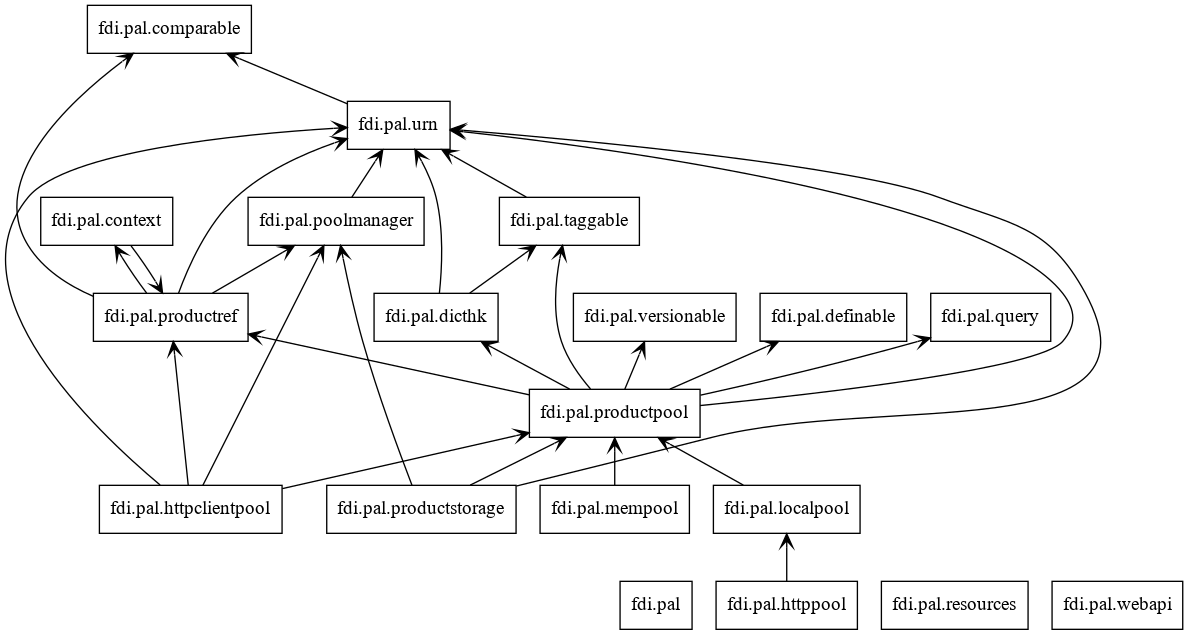 fdi.pal.comparable
fdi.pal.urn
fdi.pal.context
fdi.pal.poolmanager
fdi.pal.taggable
fdi.pal.productref
fdi.pal.dicthk
fdi.pal.versionable
fdi.pal.definable
fdi.pal.query
fdi.pal.productpool
fdi.pal.httpclientpool
fdi.pal.productstorage
fdi.pal.mempool
fdi.pal.localpool
fdi.pal
fdi.pal.httppool
fdi.pal.resources
fdi.pal.webapi